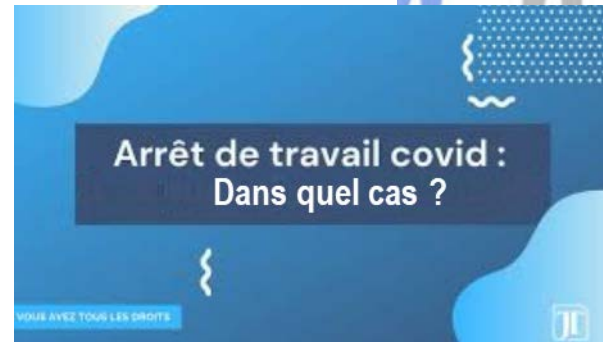 Arrêt de travail covid :
Dans quel cas ?
VOUS AVEZ TOUS LES DROITS